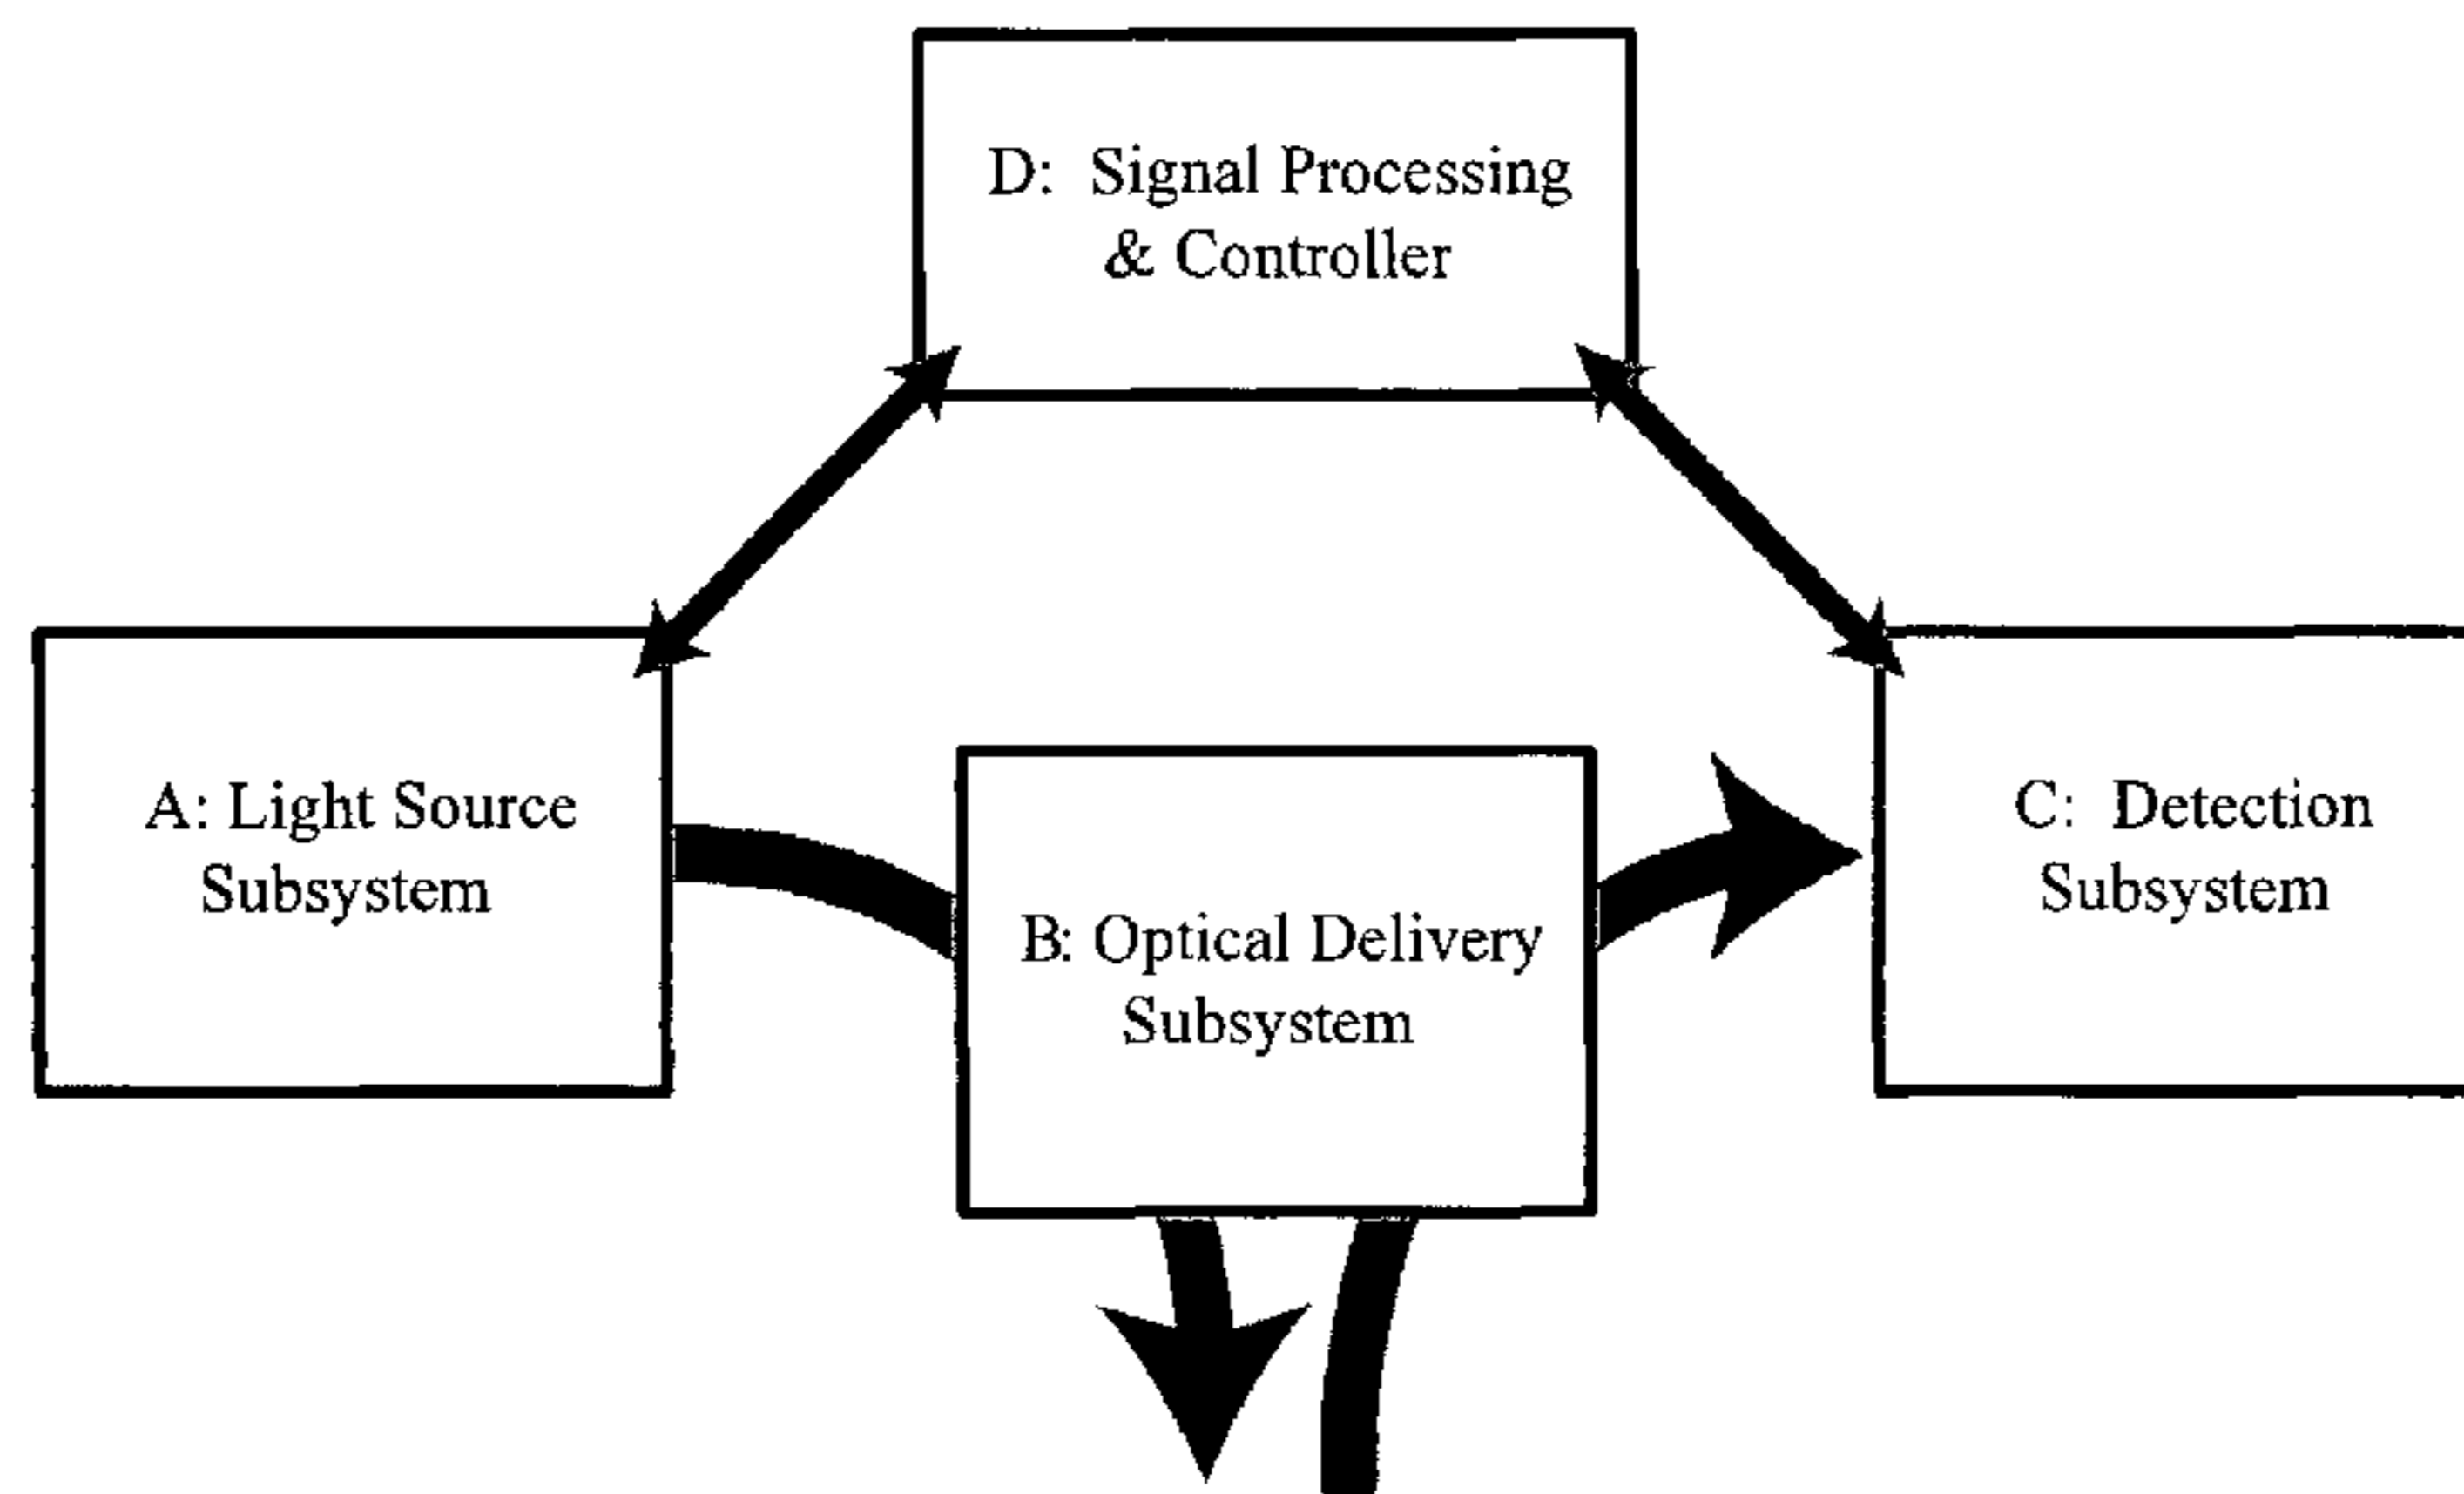 D: Signal Processing
& Controller
A: Light Source
Subsystem
B: Optical Delivery
Subsystem
C: Detection
Subsystem